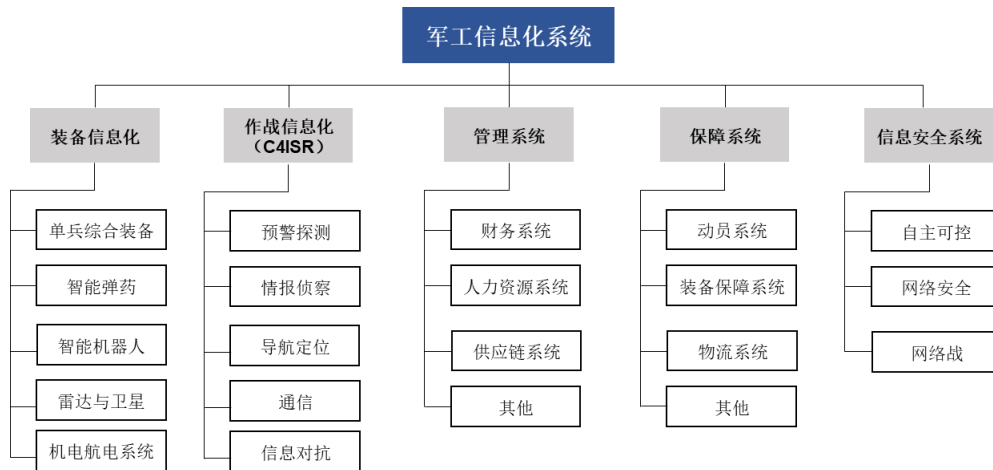 军工信息化系统
装备信息化
作战信息化
（C4ISR）
管理系统
保障系统
信息安全系统
单兵综合装备
预警探测
财务系统
动员系统
自主可控
智能弹药
情报侦察
人力资源系统
装备保障系统
网络安全
智能机器人
导航定位
供应链系统
物流系统
网络战
雷达与卫星
通信
其他
其他
机电航电系统
信息对抗